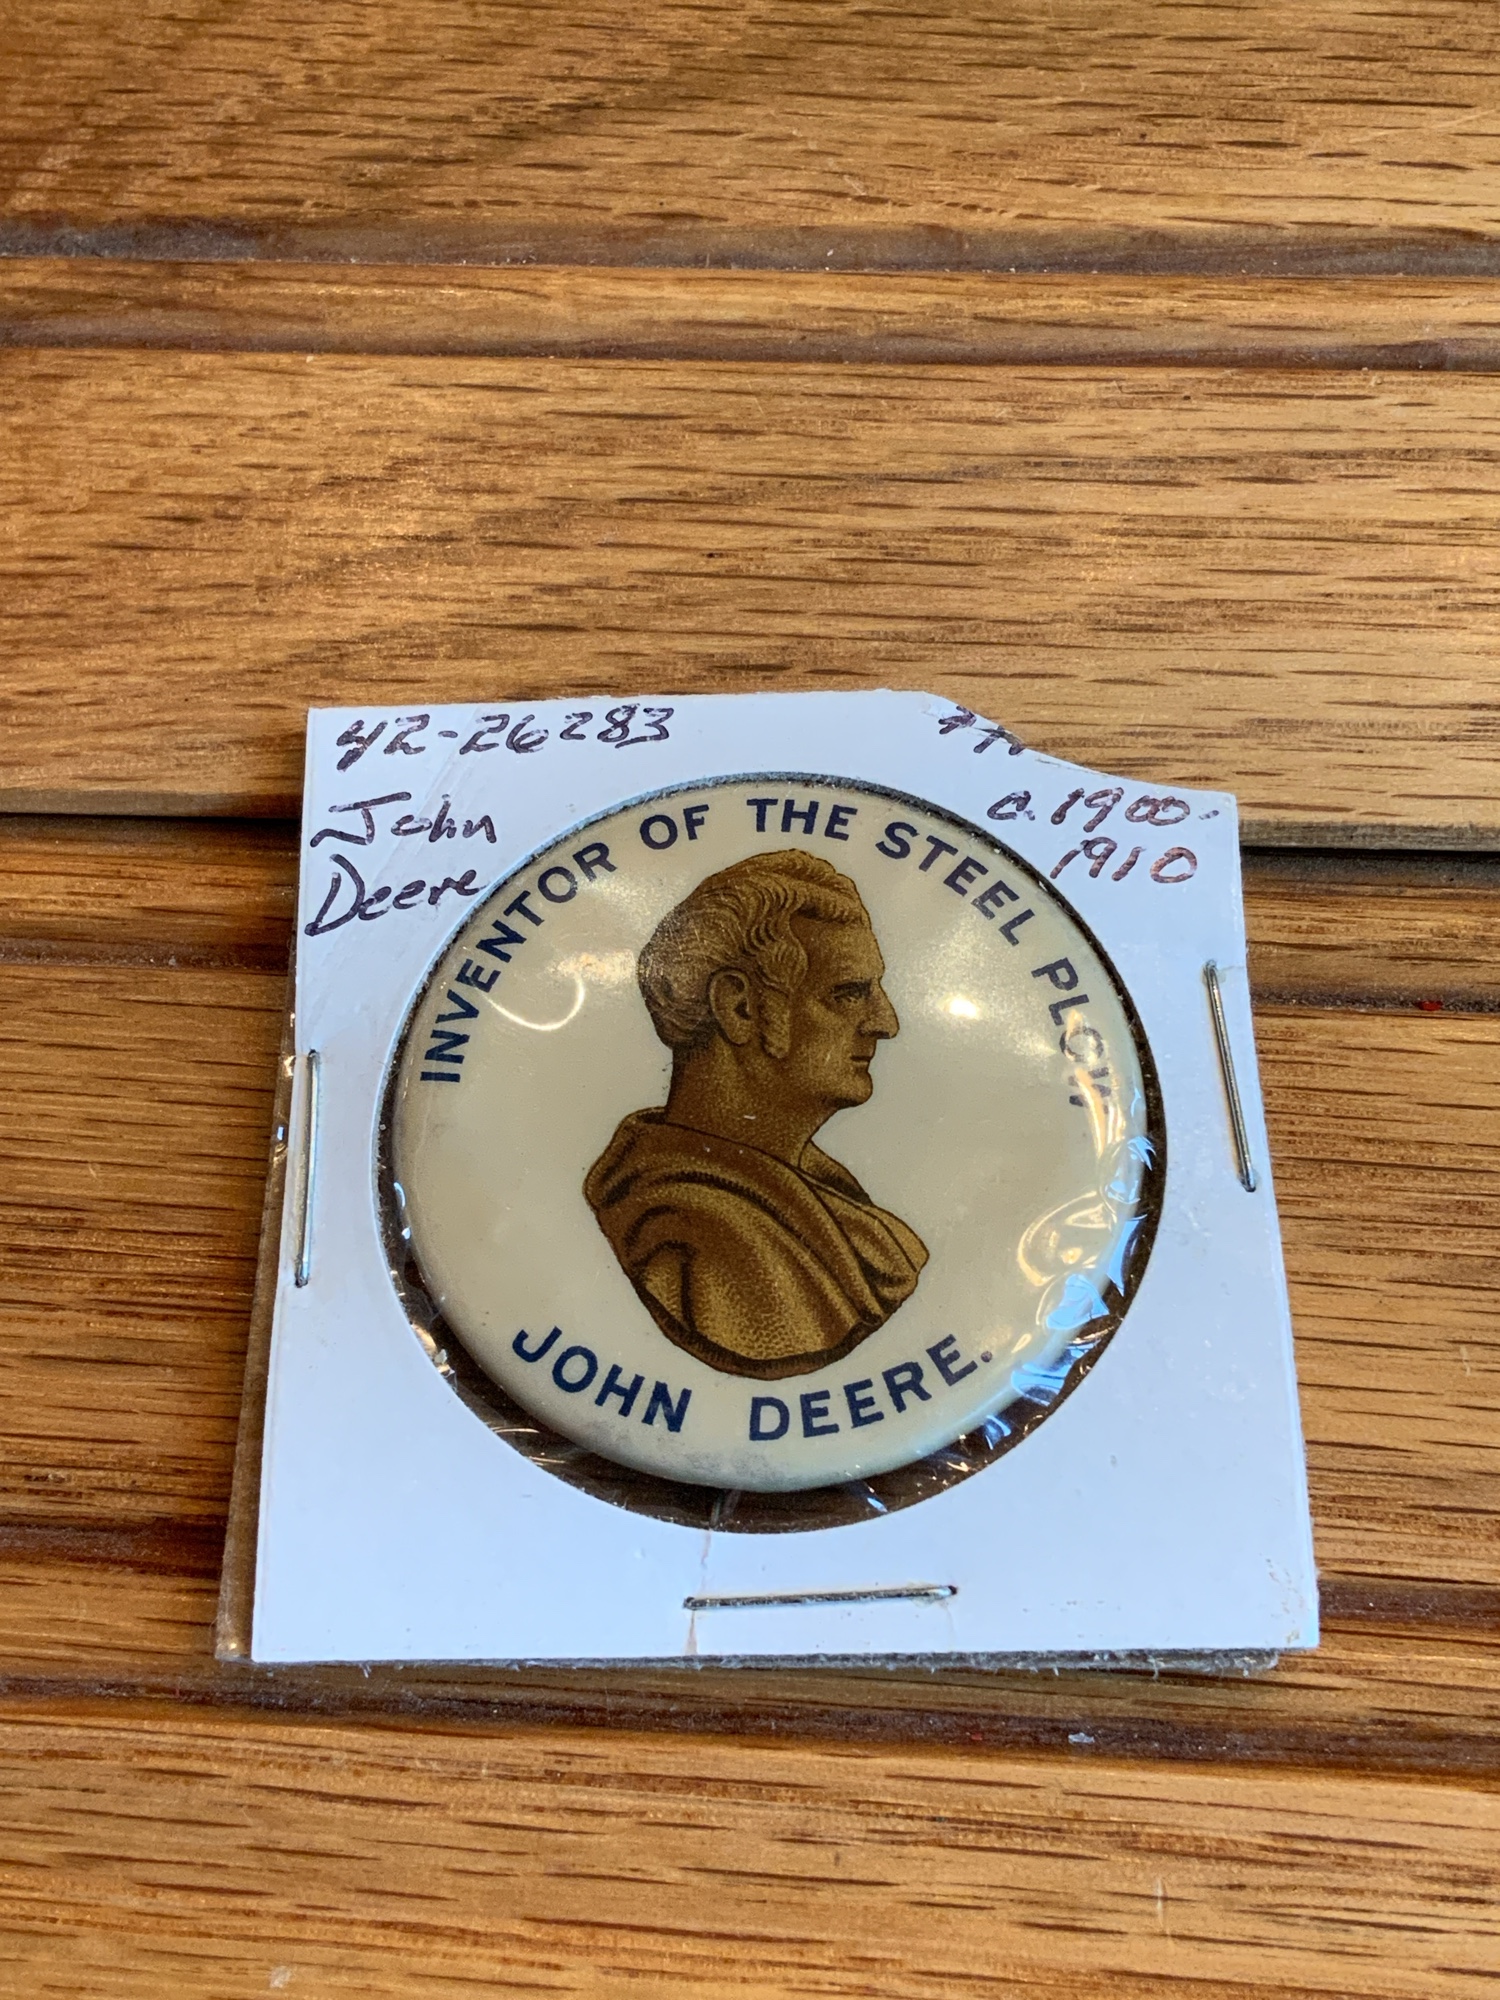 42-26283
John
Deere
c. 1900-
1910
INVENTOR OF THE STEEL PLOW
JOHN DEERE.